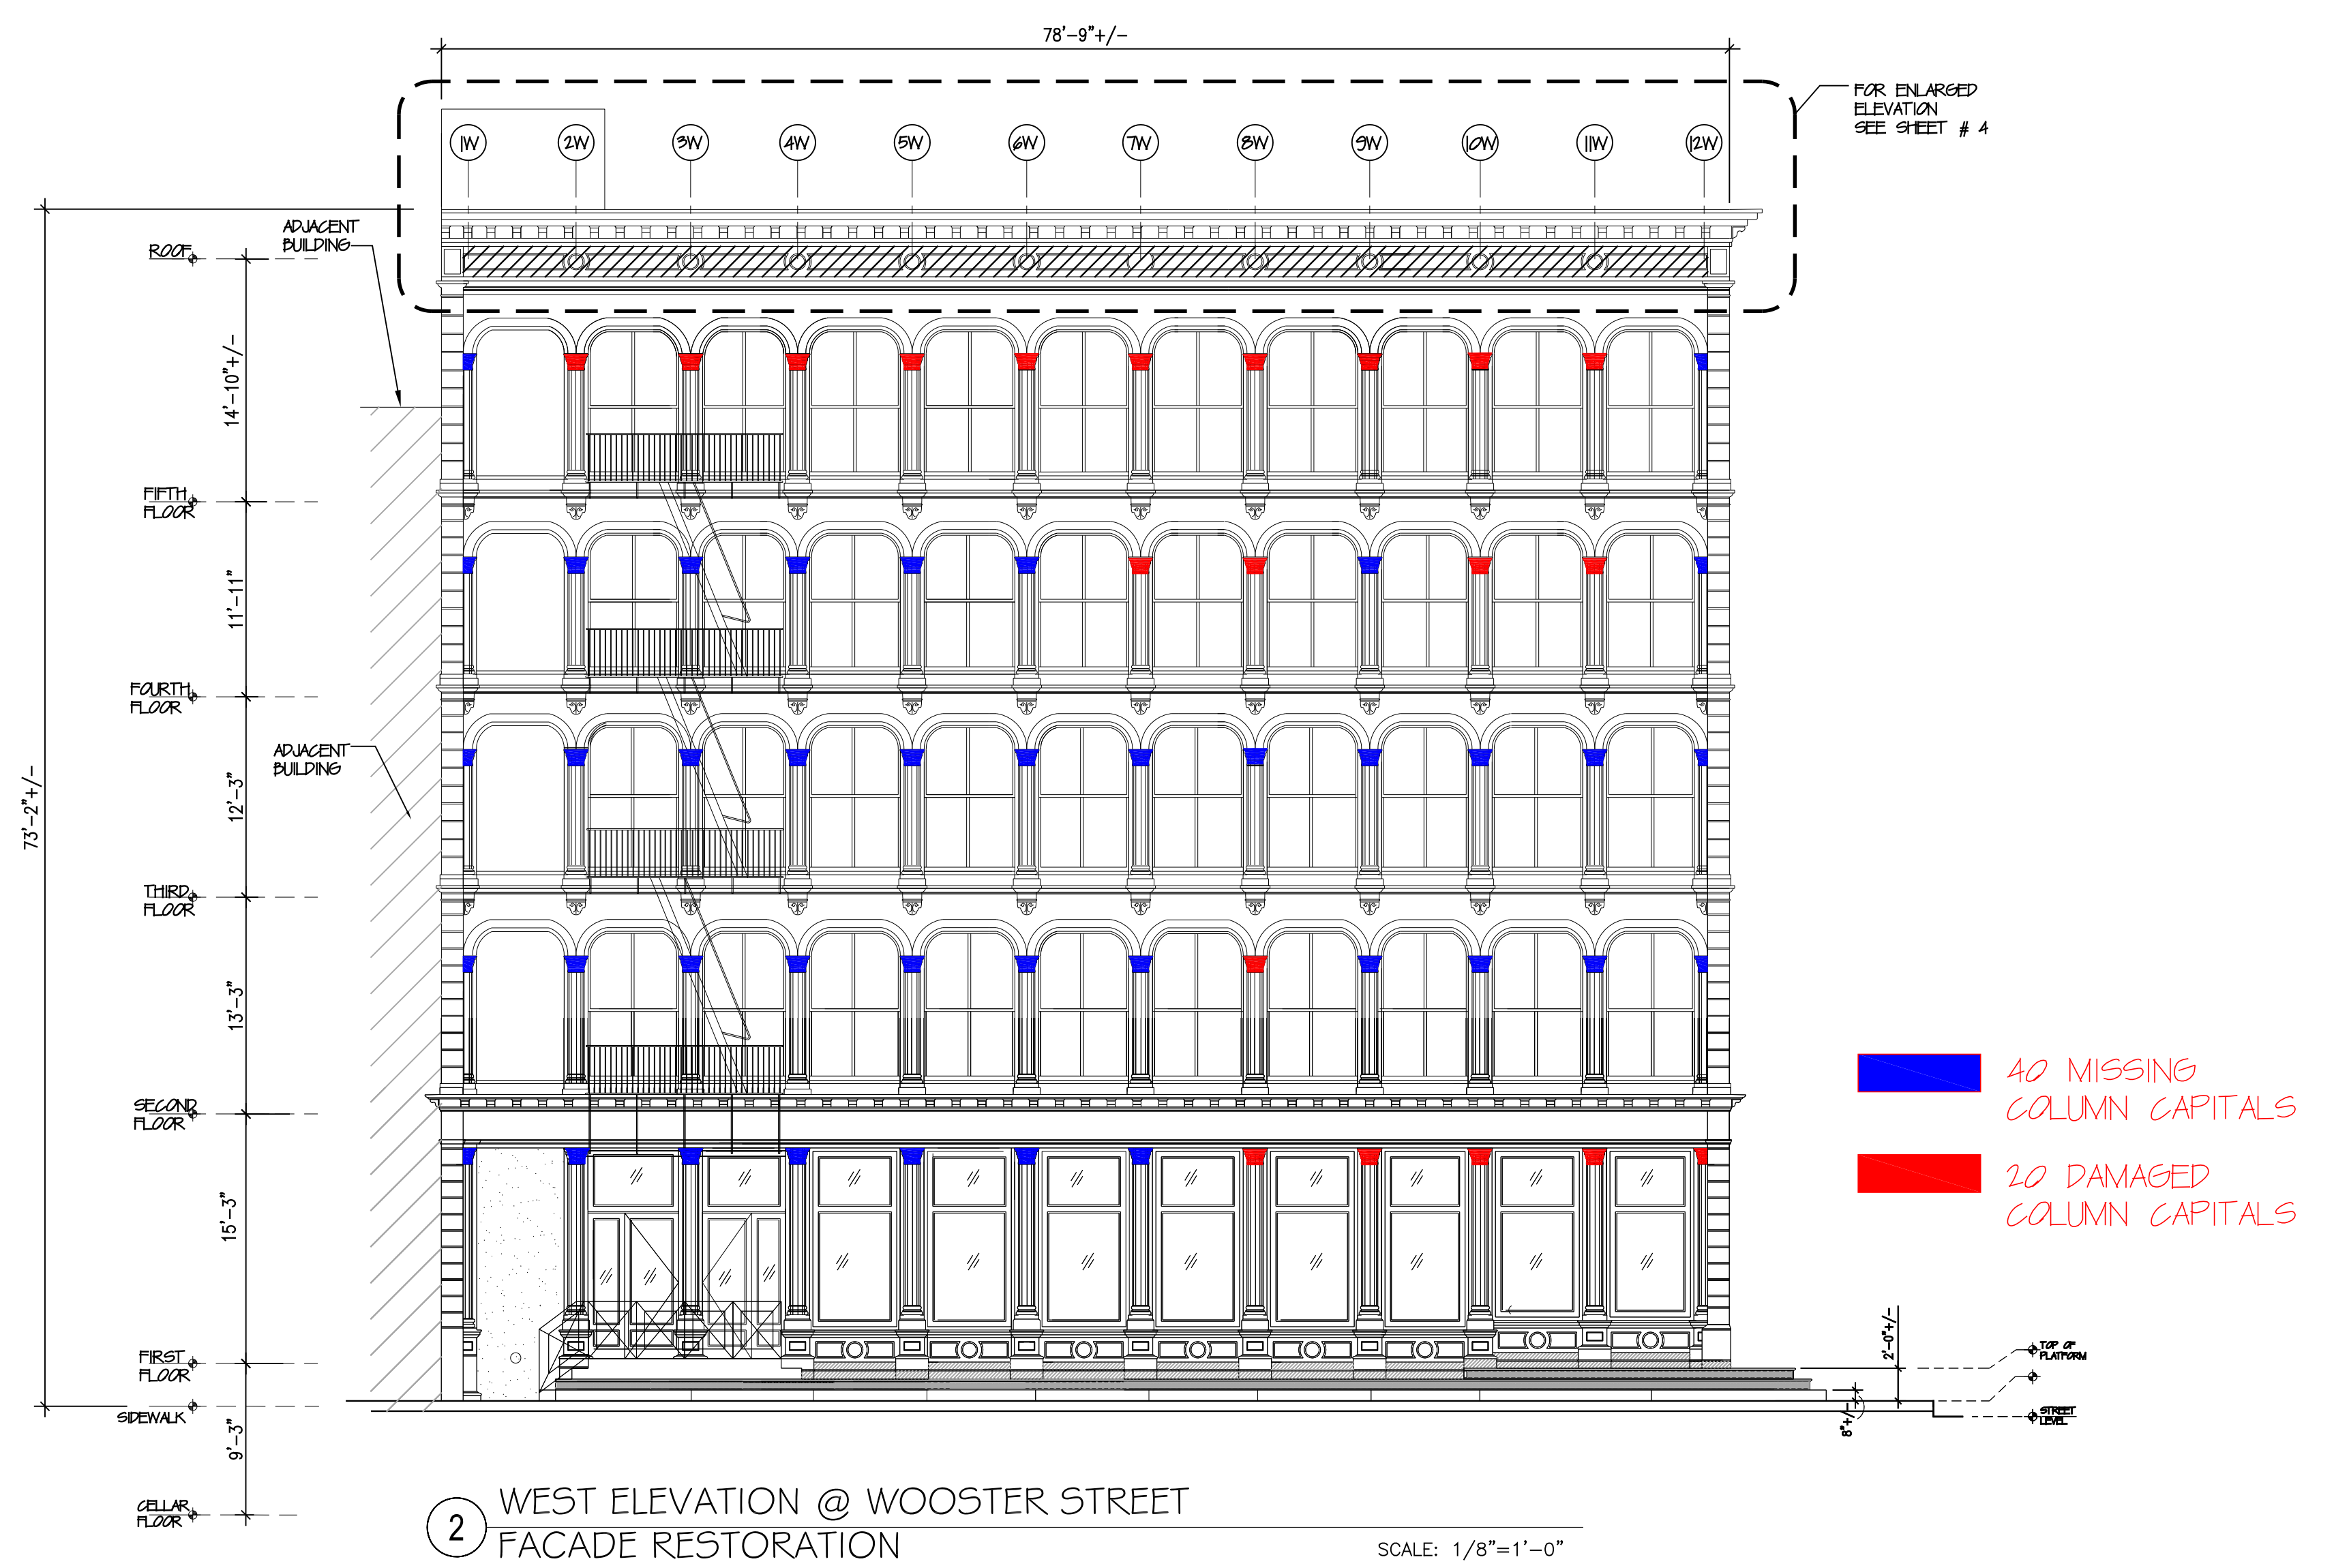 78'-9"+/-
FOR ENLARGED
ELEVATION
SEE SHEET # 4
1W 2W 3W 4W 5W 6W 7W 8W 9W 10W 11W 12W
ADJACENT
BUILDING
ROOF
14'-10"+/-
FIFTH
FLOOR
11'-11"
FOURTH
FLOOR
ADJACENT
BUILDING
12'-3"
73'-2"+/-
THIRD
FLOOR
13'-3"
SECOND
FLOOR
40 MISSING
COLUMN CAPITALS
20 DAMAGED
COLUMN CAPITALS
15'-3"
2'-0"+/-
TOP OF
PLATFORM
FIRST
FLOOR
SIDEWALK
8"+/-
STREET
LEVEL
9'-3"
CELLAR
FLOOR
2
WEST ELEVATION @ WOOSTER STREET
FACADE RESTORATION
SCALE: 1/8"=1'-0"